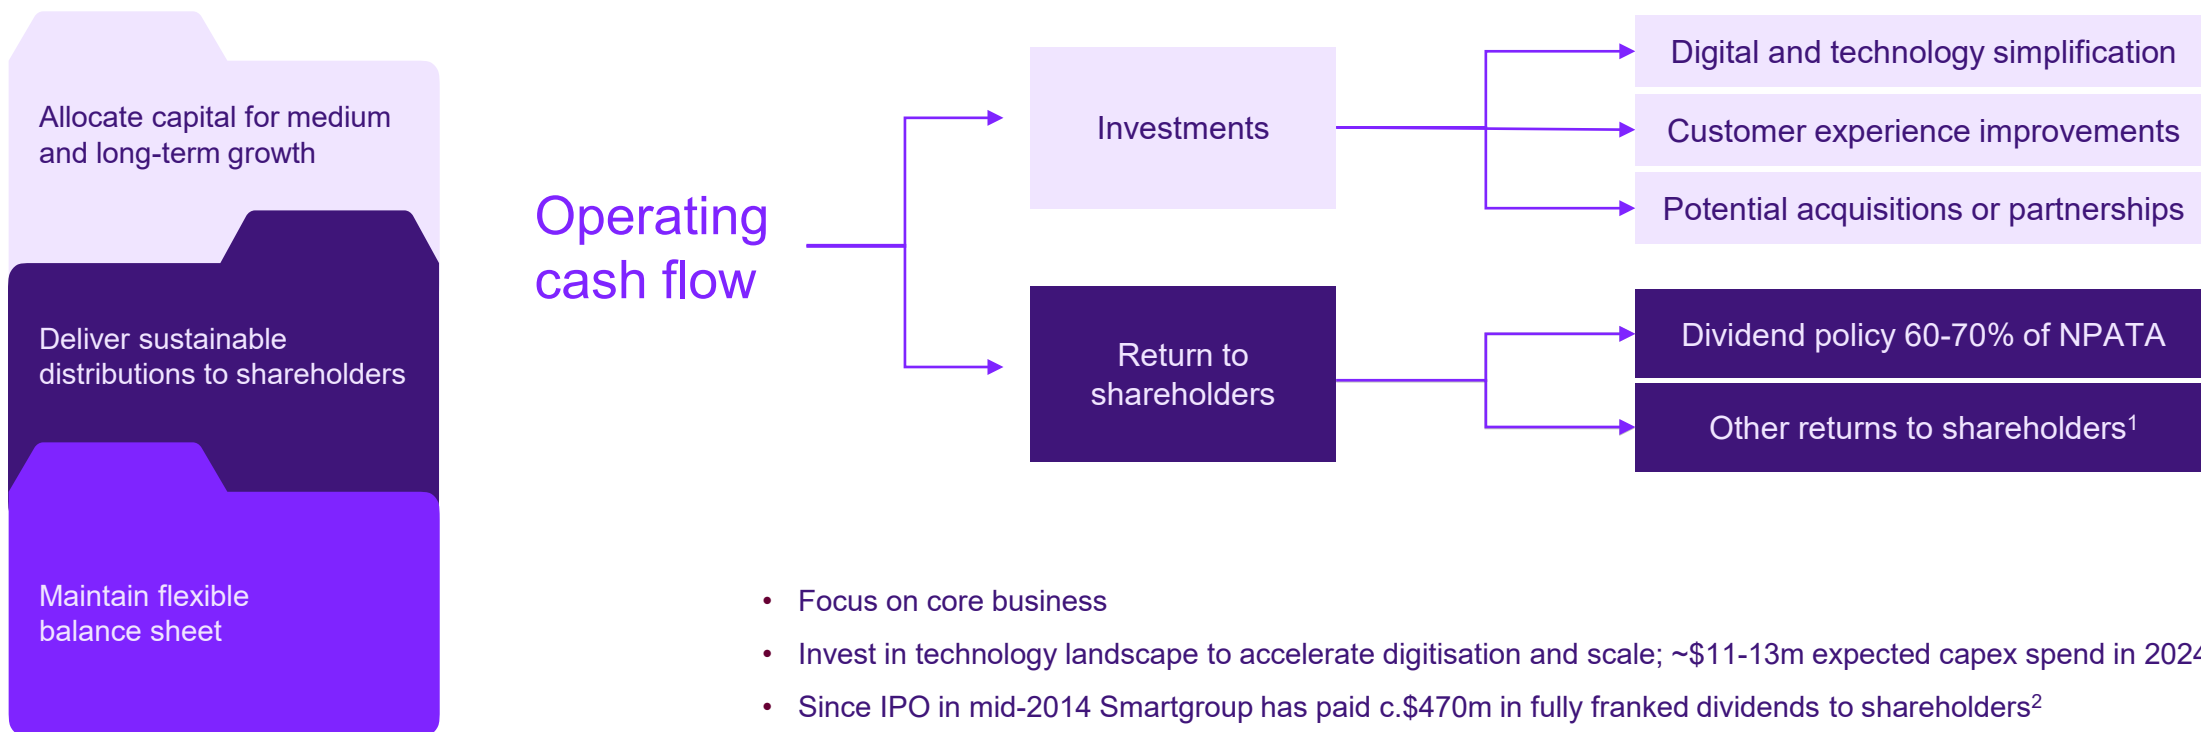 Allocate capital for medium
and long-term growth
Deliver sustainable
distributions to shareholders
Maintain flexible
balance sheet
Operating
cash flow
Investments
Return to
shareholders
Digital and technology simplification
Customer experience improvements
Potential acquisitions or partnerships
Dividend policy 60-70% of NPATA
Other returns to shareholders¹
• Focus on core business
• Invest in technology landscape to accelerate digitisation and scale; ~$11-13m expected capex spend in 2024
• Since IPO in mid-2014 Smartgroup has paid c.$470m in fully franked dividends to shareholders²